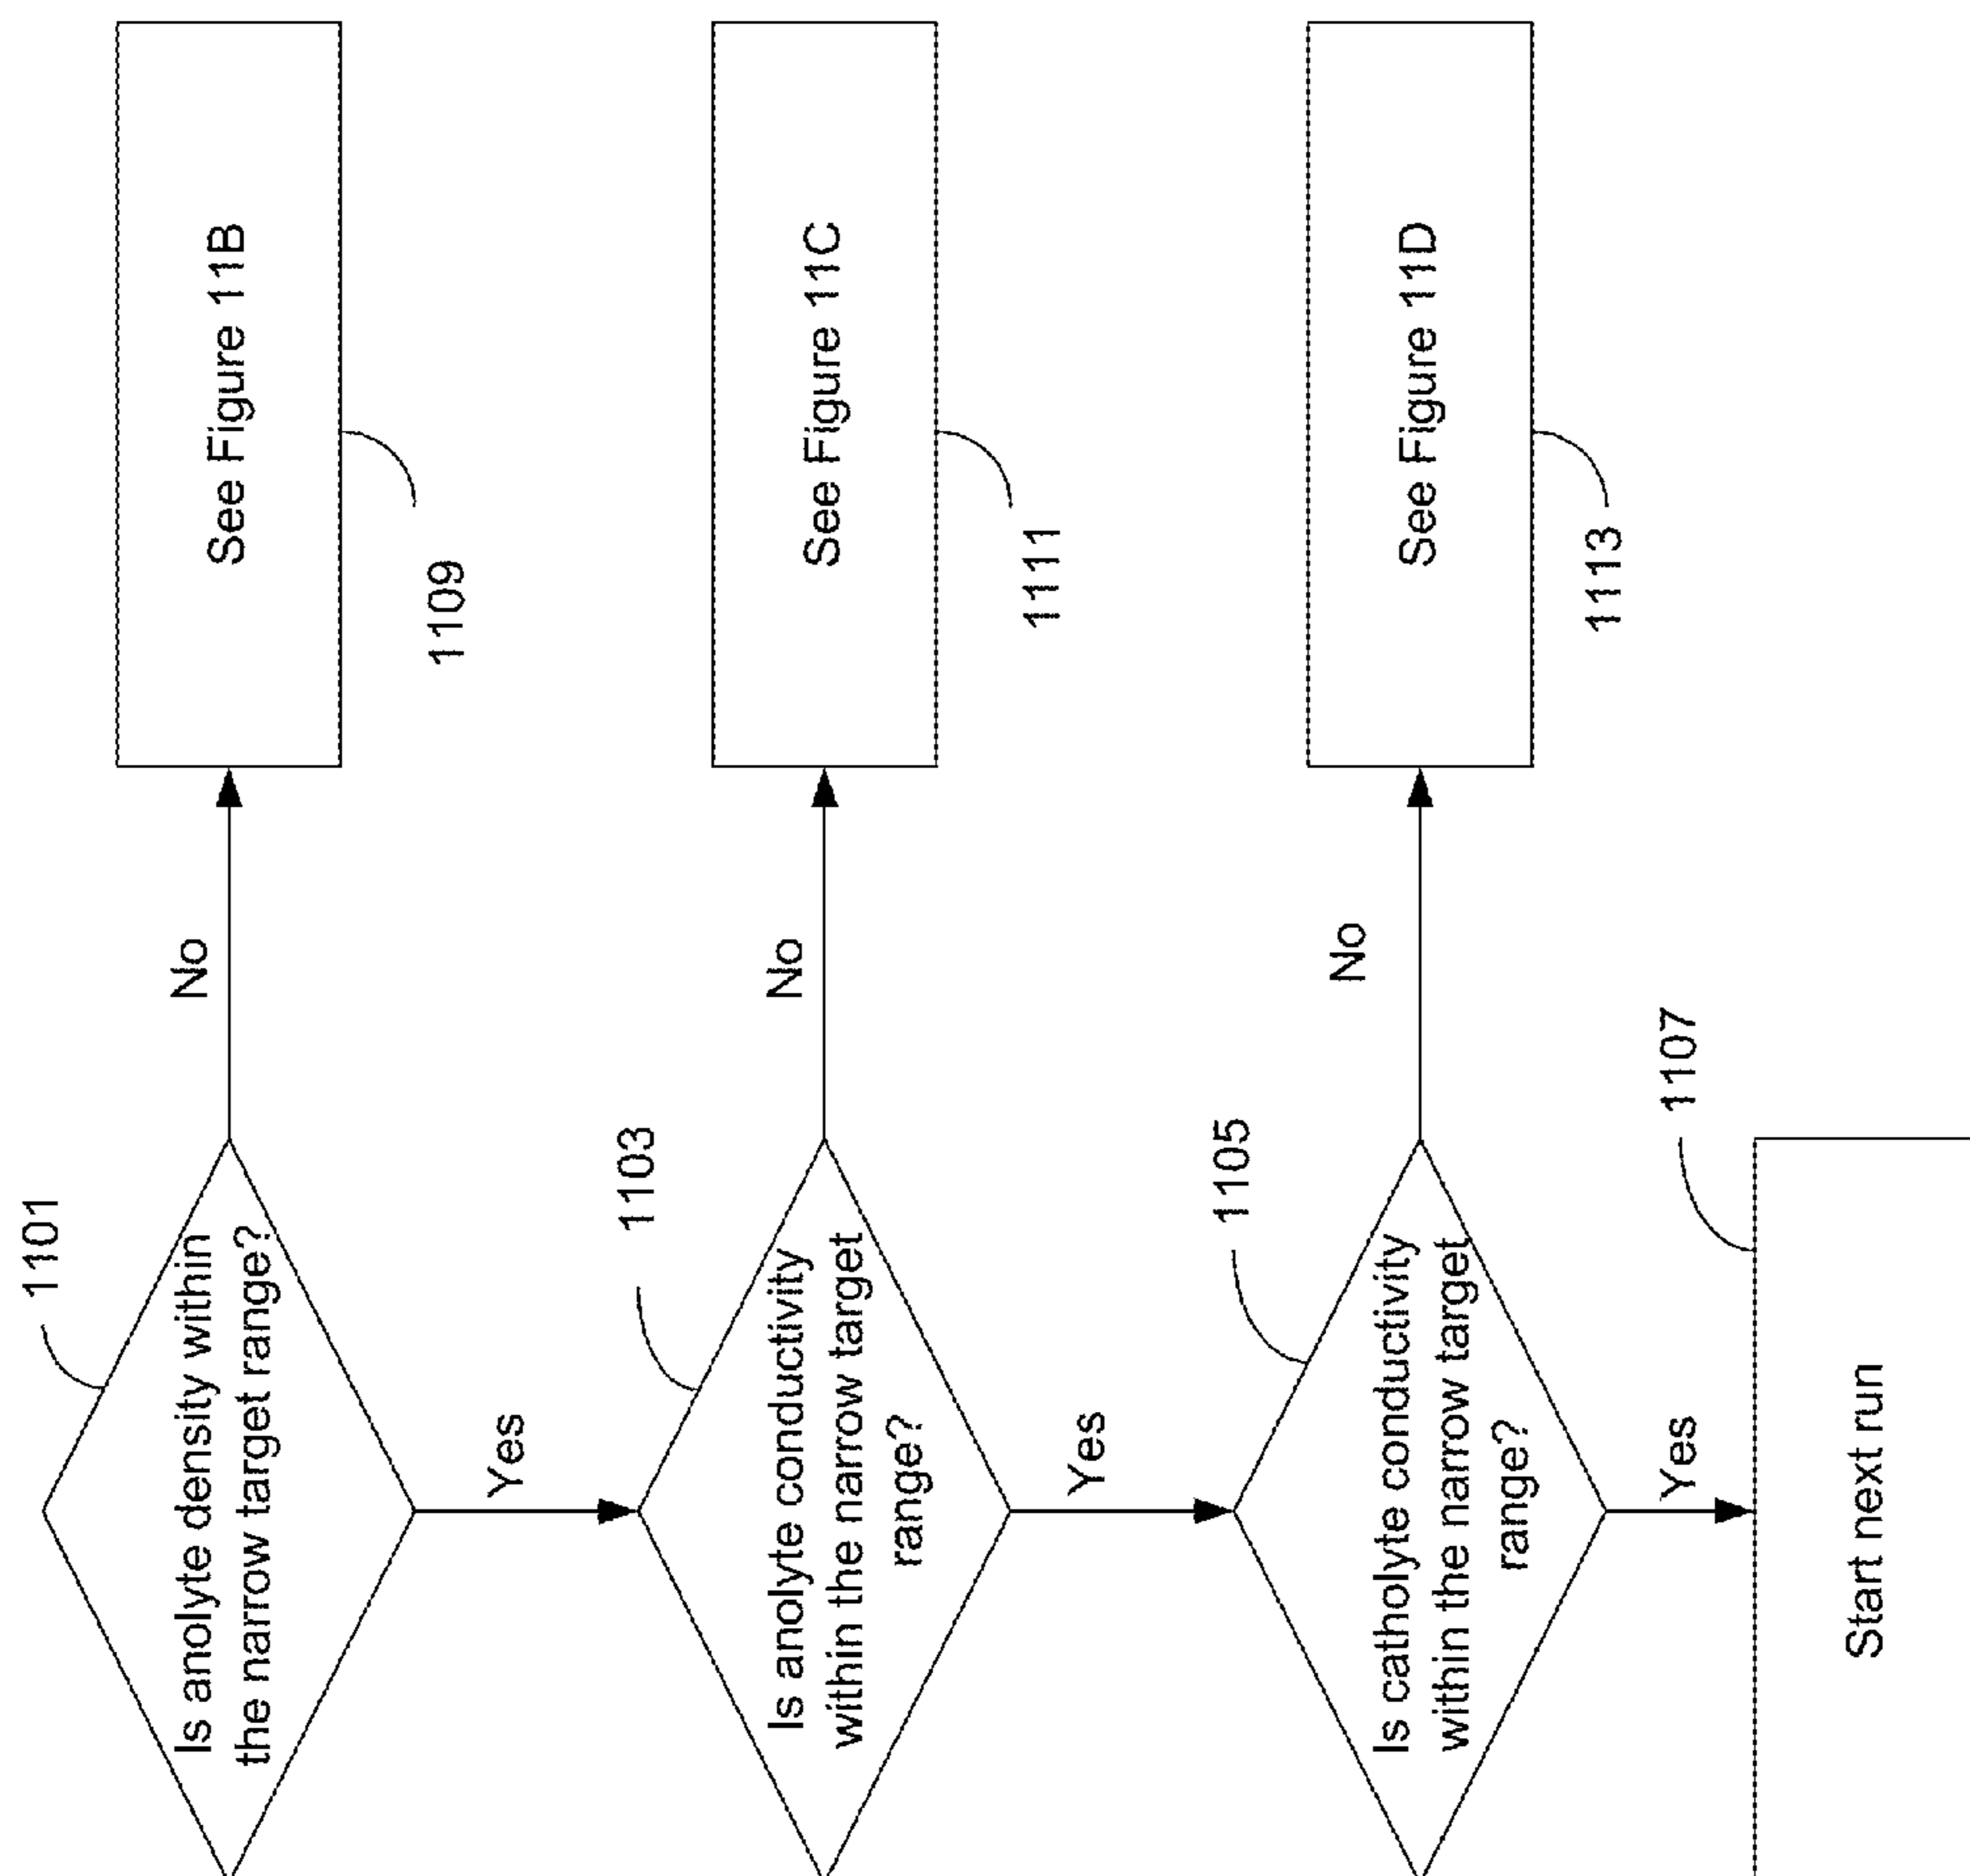 1101
Is anolyte density within
the narrow target range?
No
See Figure 11B
1109
Yes
1103
Is anolyte conductivity
within the narrow target
range?
No
See Figure 11C
1111
Yes
1105
Is catholyte conductivity
within the narrow target
range?
No
See Figure 11D
1113
Yes
1107
Start next run